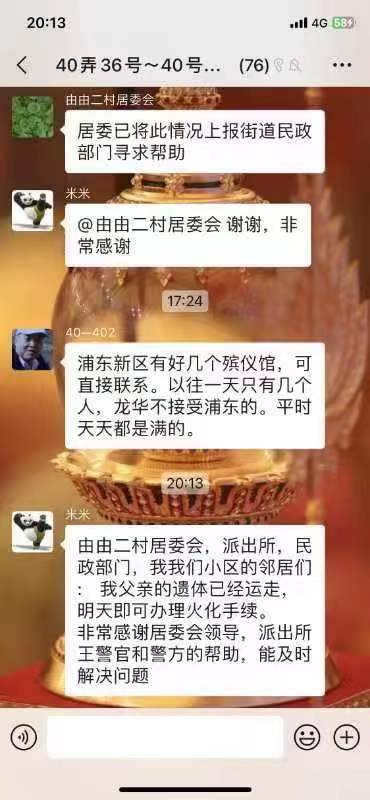 20:13
4G 58
40弄36号～40号... (76)
由由二村居委会
居委已将此情况上报街道民政
部门寻求帮助
米米
@由由二村居委会 谢谢，非
常感谢
17:24
40—402
浦东新区有好几个殡仪馆，可
直接联系。以往一天只有几个
人，龙华不接受浦东的。平时
天天都是满的。
20:13
米米
由由二村居委会，派出所，民
政部门，我我们小区的邻居们
： 我父亲的遗体已经运走，
明天即可办理火化手续。
非常感谢居委会领导，派出所
王警官和警方的帮助，能及时
解决问题